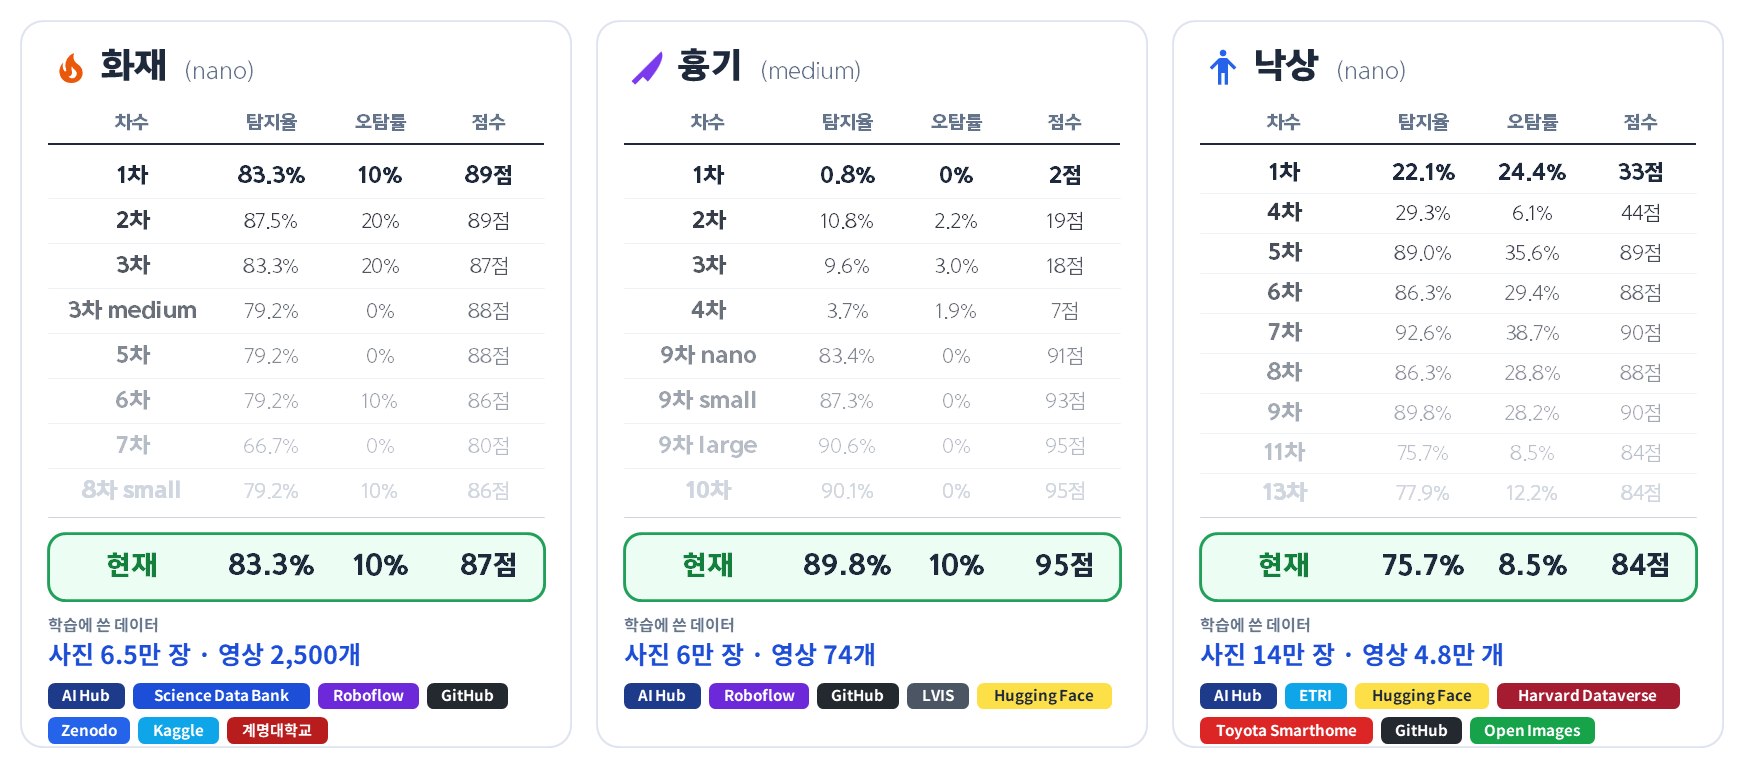 화재 (nano)
차수 탐지율 오탐률 점수
1차 83.3% 10% 89점
2차 87.5% 20% 89점
3차 83.3% 20% 87점
3차 medium 79.2% 0% 88점
5차 79.2% 0% 88점
6차 79.2% 10% 86점
7차 66.7% 0% 80점
8차 small 79.2% 10% 86점
현재 83.3% 10% 87점
학습에 쓴 데이터
사진 6.5만 장 · 영상 2,500개
AI Hub Science Data Bank Roboflow GitHub
Zenodo Kaggle 계명대학교
흉기 (medium)
차수 탐지율 오탐률 점수
1차 0.8% 0% 2점
2차 10.8% 2.2% 19점
3차 9.6% 3.0% 18점
4차 3.7% 1.9% 7점
9차 nano 83.4% 0% 91점
9차 small 87.3% 0% 93점
9차 large 90.6% 0% 95점
10차 90.1% 0% 95점
현재 89.8% 10% 95점
학습에 쓴 데이터
사진 6만 장 · 영상 74개
AI Hub Roboflow GitHub LVIS Hugging Face
낙상 (nano)
차수 탐지율 오탐률 점수
1차 22.1% 24.4% 33점
4차 29.3% 6.1% 44점
5차 89.0% 35.6% 89점
6차 86.3% 29.4% 88점
7차 92.6% 38.7% 90점
8차 86.3% 28.8% 88점
9차 89.8% 28.2% 90점
11차 75.7% 8.5% 84점
13차 77.9% 12.2% 84점
현재 75.7% 8.5% 84점
학습에 쓴 데이터
사진 14만 장 · 영상 4.8만 개
AI Hub ETRI Hugging Face Harvard Dataverse
Toyota Smarthome GitHub Open Images